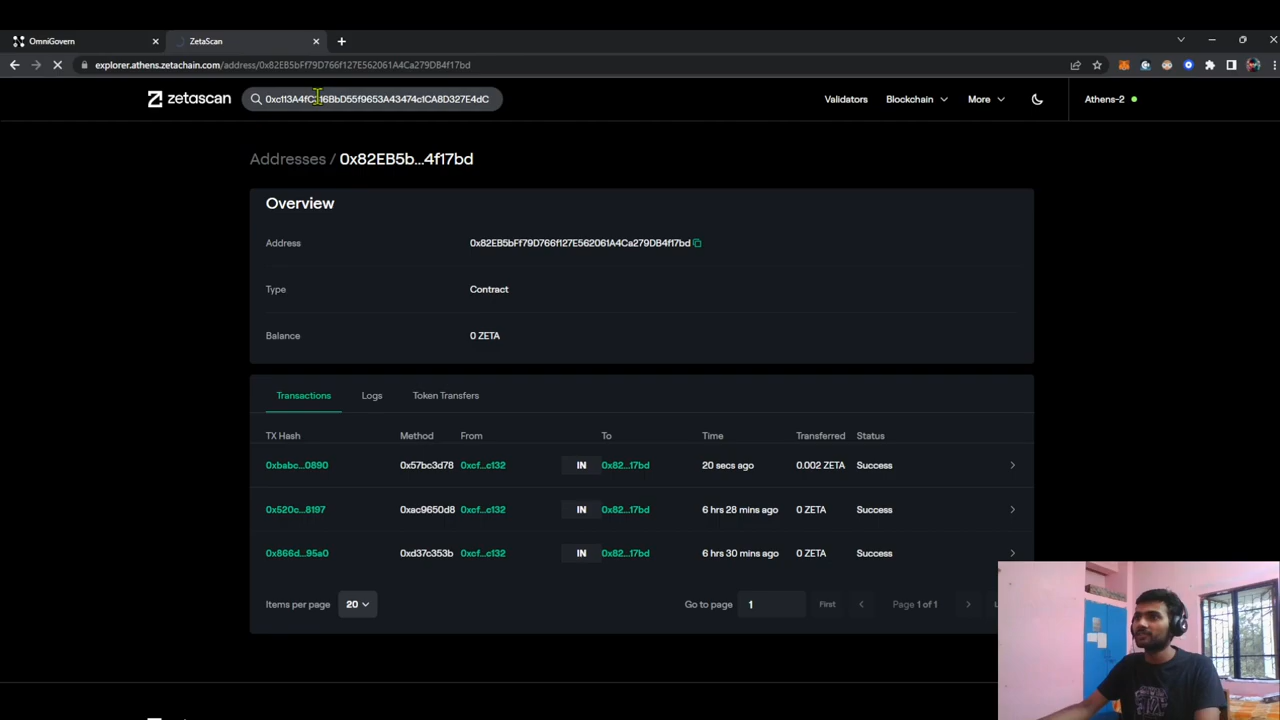 OmniGovern
ZetaScan
explorer.athens.zetachain.com/address/0x82EB5bFf79D766f127E562061A4Ca279DB4f17bd
zetascan
Validators Blockchain More Athens-2
Addresses / 0x82EB5b...4f17bd
Overview
Address 0x82EB5bFf79D766f127E562061A4Ca279DB4f17bd
Type Contract
Balance 0 ZETA
Transactions Logs Token Transfers
TX Hash Method From To Time Transferred Status
0xbabc...0890 0x57bc3d78 0xcf...c132 IN 0x82...17bd 20 secs ago 0.002 ZETA Success
0x520c...8197 0xac9650d8 0xcf...c132 IN 0x82...17bd 6 hrs 28 mins ago 0 ZETA Success
0x866d...95a0 0xd37c353b 0xcf...c132 IN 0x82...17bd 6 hrs 30 mins ago 0 ZETA Success
Items per page 20 Go to page 1 First Page 1 of 1